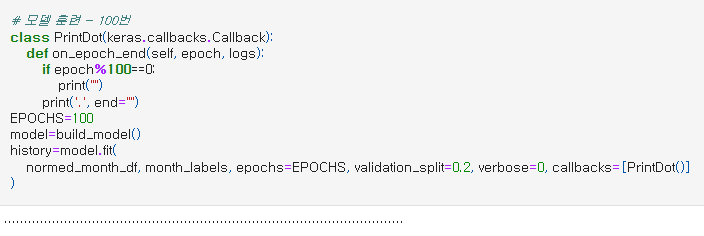 # 모델 훈련 - 100번
class PrintDot(keras.callbacks.Callback):
    def on_epoch_end(self, epoch, logs):
        if epoch%100==0:
            print("")
        print('.', end="")
EPOCHS=100
model=build_model()
history=model.fit(
    normed_month_df, month_labels, epochs=EPOCHS, validation_split=0.2, verbose=0, callbacks=[PrintDot()]
)
....................................................................................................